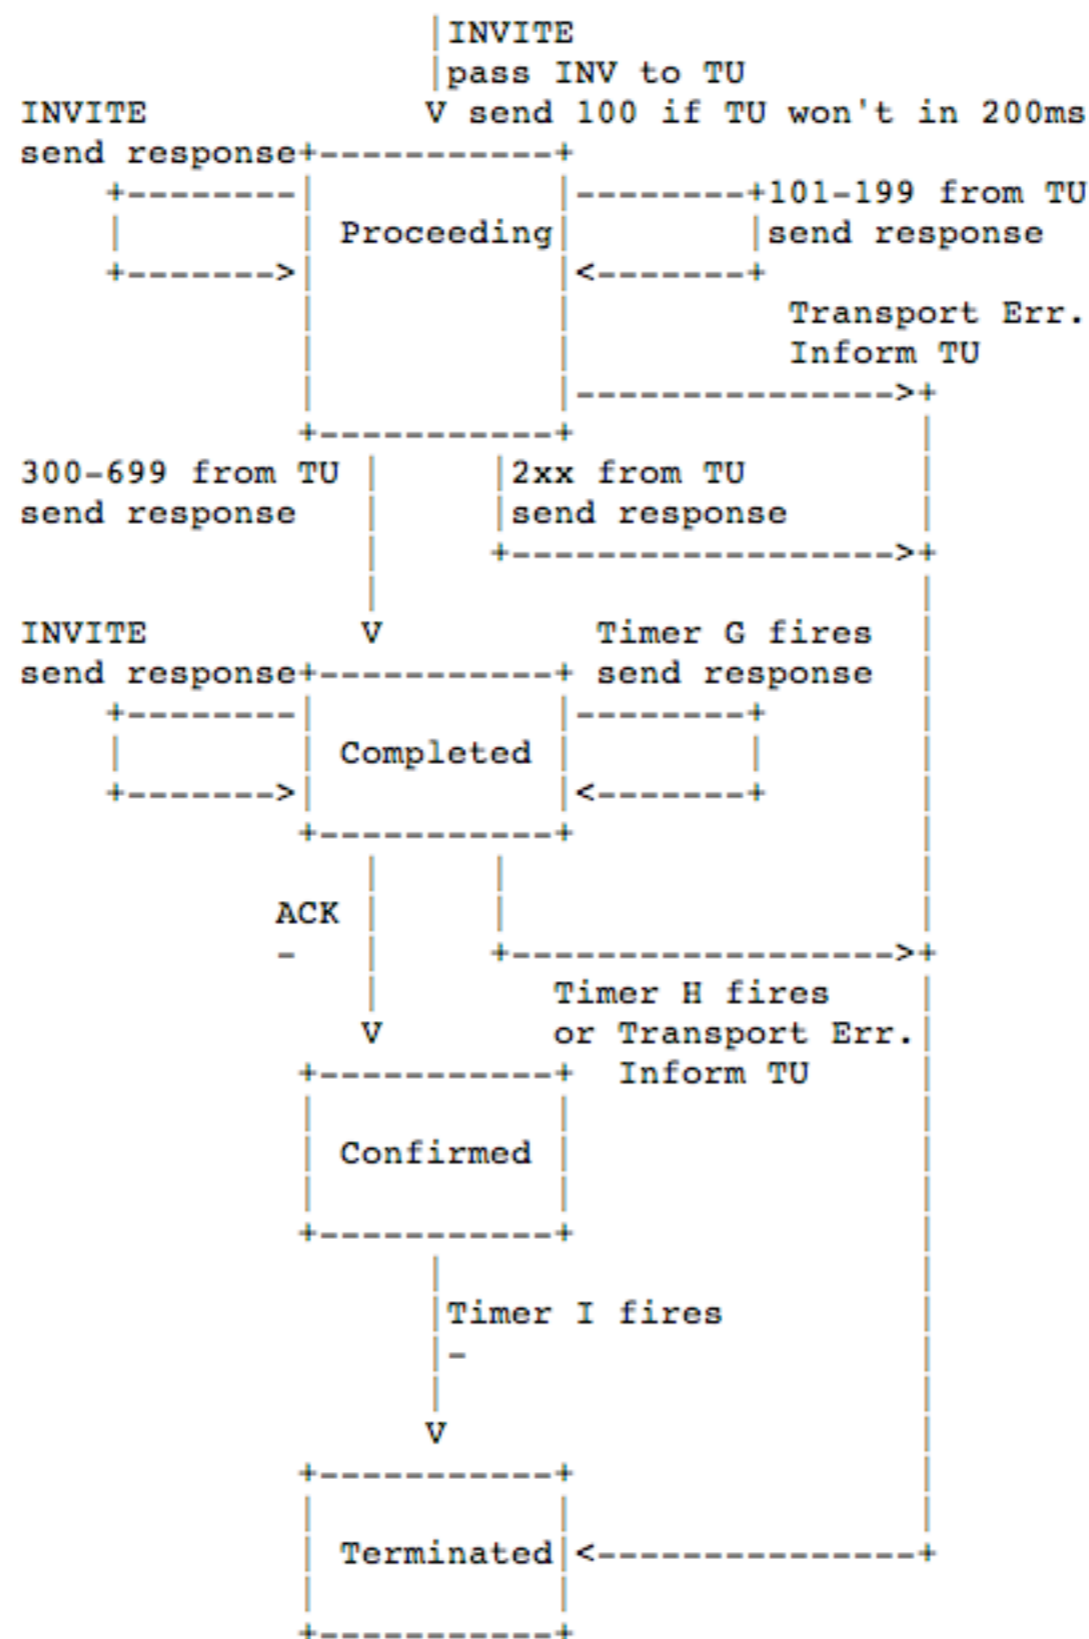 |INVITE
|pass INV to TU
INVITE V send 100 if TU won't in 200ms
send response+-----------+
+--------| |--------+101-199 from TU
| | Proceeding| |send response
+------->| |<-------+
| | Transport Err.
| | Inform TU
| |--------------->+
+-----------+ |
300-699 from TU | |2xx from TU |
send response | |send response |
| +------------------>+
| |
INVITE V Timer G fires |
send response+-----------+ send response |
+--------| |--------+ |
| | Completed | | |
+------->| |<-------+ |
+-----------+ |
| | |
ACK | | |
- | +------------------>+
| Timer H fires |
V or Transport Err.|
+-----------+ Inform TU |
| | |
| Confirmed | |
| | |
+-----------+ |
| |
|Timer I fires |
|- |
| |
V |
+-----------+ |
| | |
| Terminated|<---------------+
| |
+-----------+